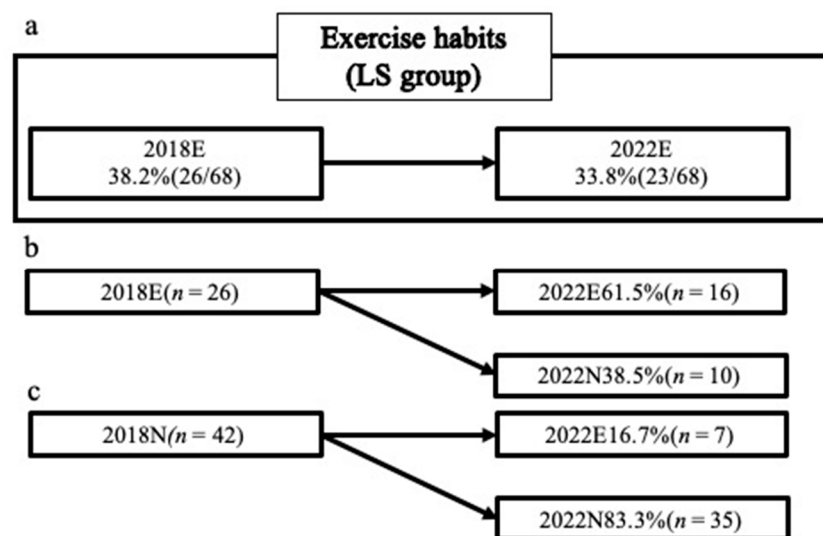 a
Exercise habits
(LS group)
2018E
38.2%(26/68)
2022E
33.8%(23/68)
b
2018E(n = 26)
2022E61.5%(n = 16)
2022N38.5%(n = 10)
c
2018N(n = 42)
2022E16.7%(n = 7)
2022N83.3%(n = 35)